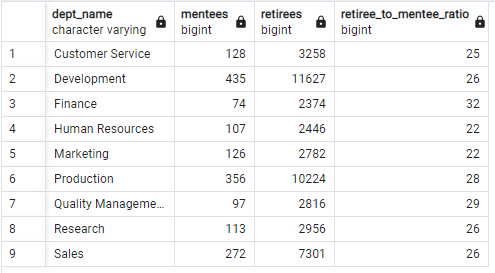 dept_name mentees retirees retiree_to_mentee_ratio
character varying bigint bigint bigint
1 Customer Service 128 3258 25
2 Development 435 11627 26
3 Finance 74 2374 32
4 Human Resources 107 2446 22
5 Marketing 126 2782 22
6 Production 356 10224 28
7 Quality Manageme... 97 2816 29
8 Research 113 2956 26
9 Sales 272 7301 26